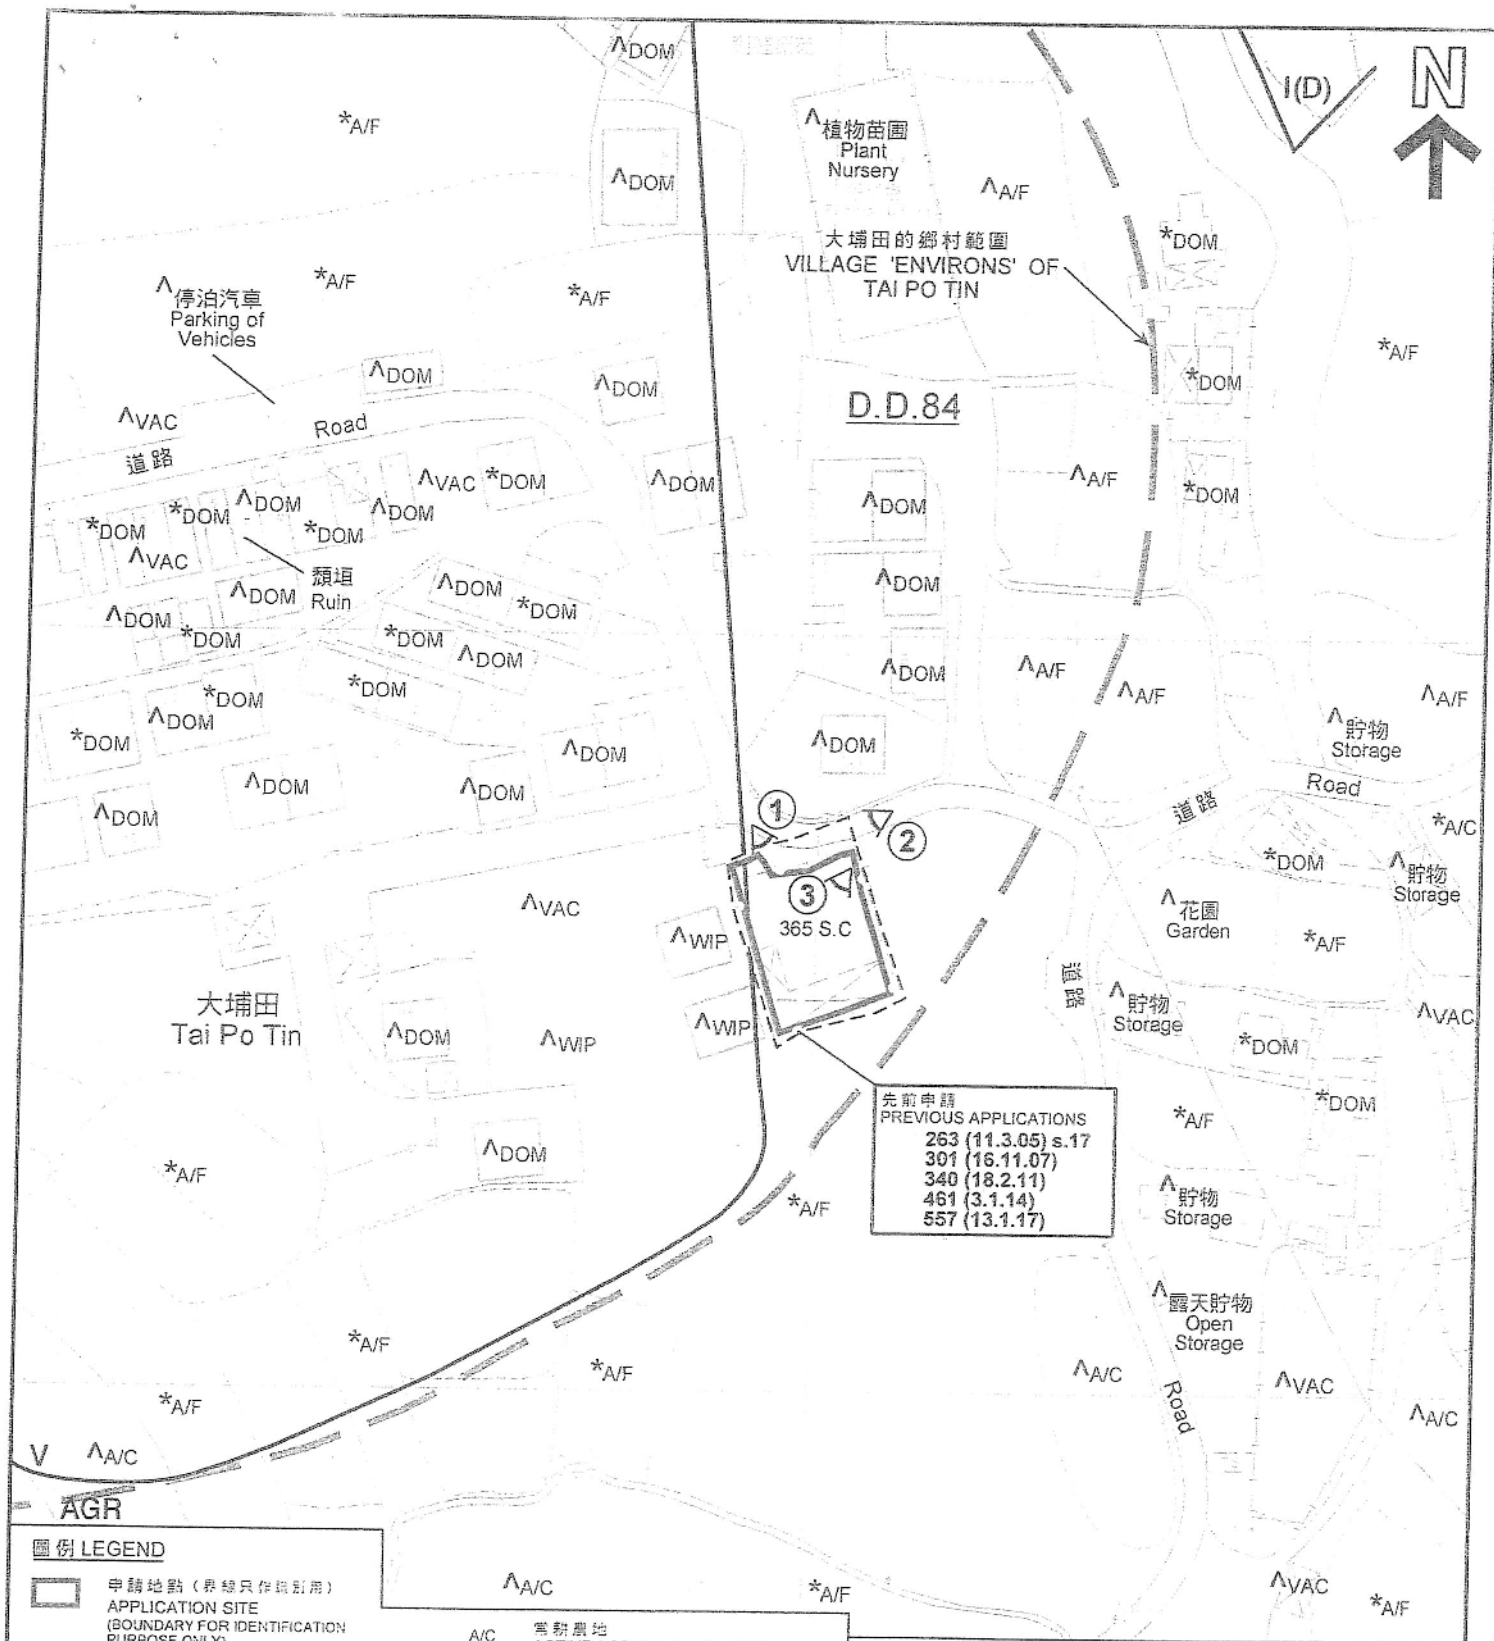 ^DOM
I(D)
N
*A/F
^植物苗圃
Plant
Nursery
^DOM
^A/F
大埔田的鄉村範圍
VILLAGE 'ENVIRONS' OF
TAI PO TIN
*DOM
^停泊汽車
Parking of
Vehicles
*A/F
*A/F
*A/F
^DOM
^DOM
*DOM
D.D.84
^VAC
Road
道路
^VAC
*DOM
^DOM
^A/F
*DOM
*DOM
*DOM
^DOM
*DOM
^DOM
^DOM
^VAC
頹垣
Ruin
^DOM
^DOM
*DOM
^DOM
^DOM
*DOM
*DOM
^DOM
^DOM
^A/F
^A/F
^A/F
*DOM
*DOM
^DOM
*DOM
^DOM
^DOM
^貯物
Storage
^DOM
^DOM
^DOM
道路
Road
①
②
*A/C
*DOM
^貯物
Storage
③
365 S.C
^VAC
^WIP
^花園
Garden
*A/F
道路
大埔田
Tai Po Tin
^DOM
^WIP
^WIP
^貯物
Storage
*DOM
^VAC
先前申請
PREVIOUS APPLICATIONS
263 (11.3.05) s.17
301 (16.11.07)
340 (18.2.11)
461 (3.1.14)
557 (13.1.17)
*A/F
*DOM
^DOM
*A/F
*A/F
^貯物
Storage
^露天貯物
Open
Storage
*A/F
*A/F
^A/C
Road
^VAC
*A/F
^A/C
V
^A/C
AGR
圖例 LEGEND
申請地點（界線只作識別用）
APPLICATION SITE
(BOUNDARY FOR IDENTIFICATION
PURPOSE ONLY)
^A/C
*A/F
^VAC
*A/F
A/C
常耕農地